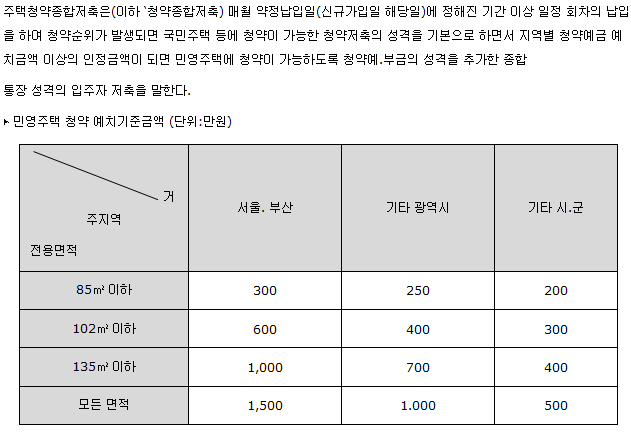 주택청약종합저축은(이하 '청약종합저축) 매월 약정납입일(신규가입일 해당일)에 정해진 기간 이상 일정 회차의 납입
을 하며 청약순위가 발생되면 국민주택 등에 청약이 가능한 청약저축의 성격을 기본으로 하면서 지역별 청약예금 예
치금액 이상의 인정금액이 되면 민영주택에 청약이 가능하도록 청약예.부금의 성격을 추가한 종합
통장 성격의 입주자 저축을 말한다.
▶ 민영주택 청약 예치기준금액 (단위:만원)
거
주지역
전용면적
서울. 부산
기타 광역시
기타 시.군
85㎡ 이하 300 250 200
102㎡ 이하 600 400 300
135㎡ 이하 1,000 700 400
모든 면적 1,500 1.000 500